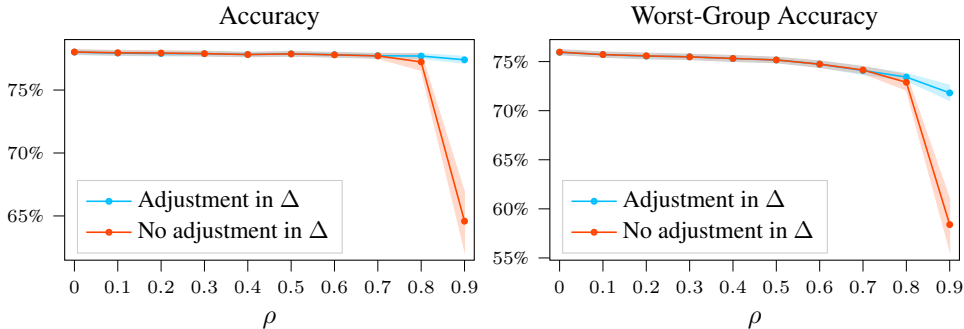 Accuracy
75%
70%
65%
Adjustment in Δ
No adjustment in Δ
0 0.1 0.2 0.3 0.4 0.5 0.6 0.7 0.8 0.9
ρ
Worst-Group Accuracy
75%
70%
65%
60%
55%
Adjustment in Δ
No adjustment in Δ
0 0.1 0.2 0.3 0.4 0.5 0.6 0.7 0.8 0.9
ρ